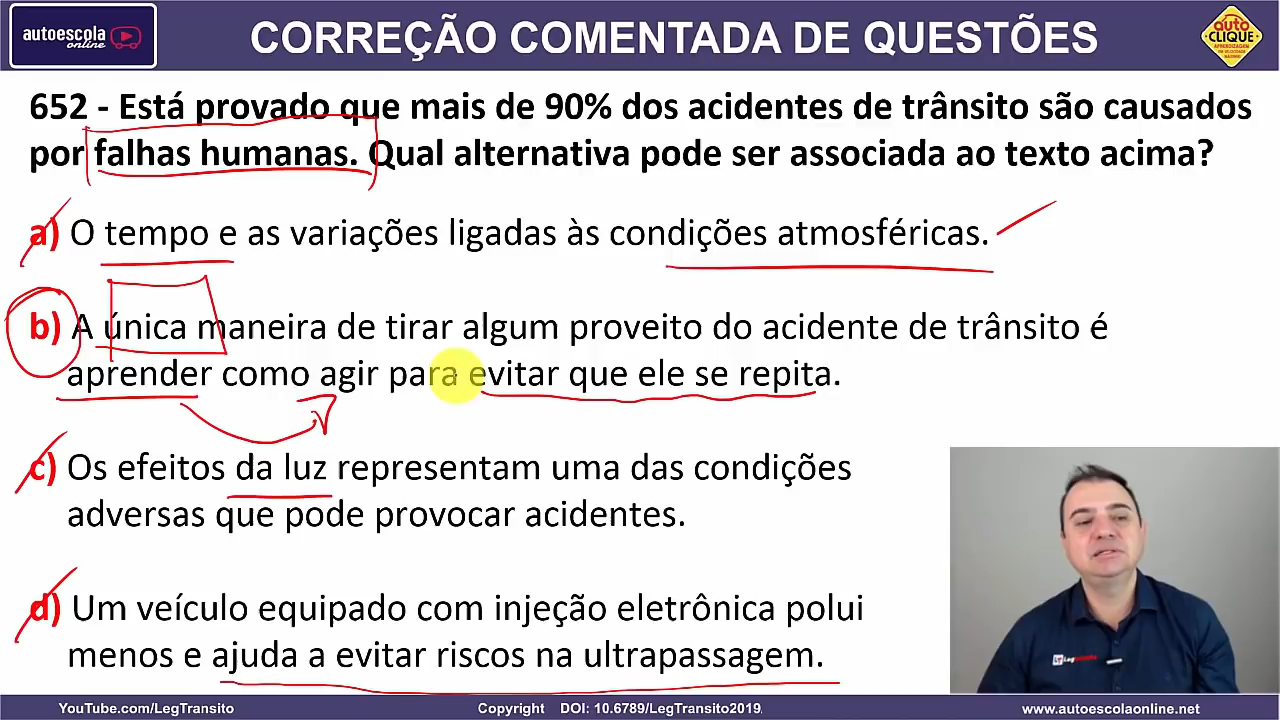 autoescola
online
CORREÇÃO COMENTADA DE QUESTÕES
auto
CLIQUE
652 - Está provado que mais de 90% dos acidentes de trânsito são causados
por falhas humanas. Qual alternativa pode ser associada ao texto acima?
a) O tempo e as variações ligadas às condições atmosféricas.
b) A única maneira de tirar algum proveito do acidente de trânsito é
aprender como agir para evitar que ele se repita.
c) Os efeitos da luz representam uma das condições
adversas que pode provocar acidentes.
d) Um veículo equipado com injeção eletrônica polui
menos e ajuda a evitar riscos na ultrapassagem.
YouTube.com/LegTransito
Copyright DOI: 10.6789/LegTransito2019
www.autoescolaonline.net